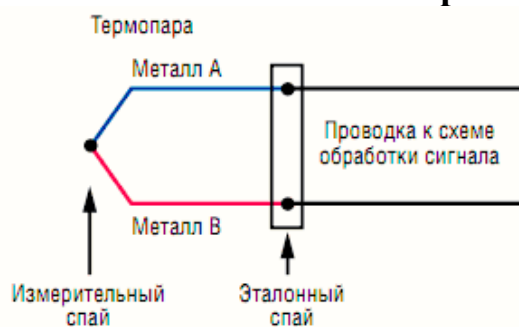 Термопара
Металл А
Проводка к схеме
обработки сигнала
Металл В
Измерительный
спай
Эталонный
спай